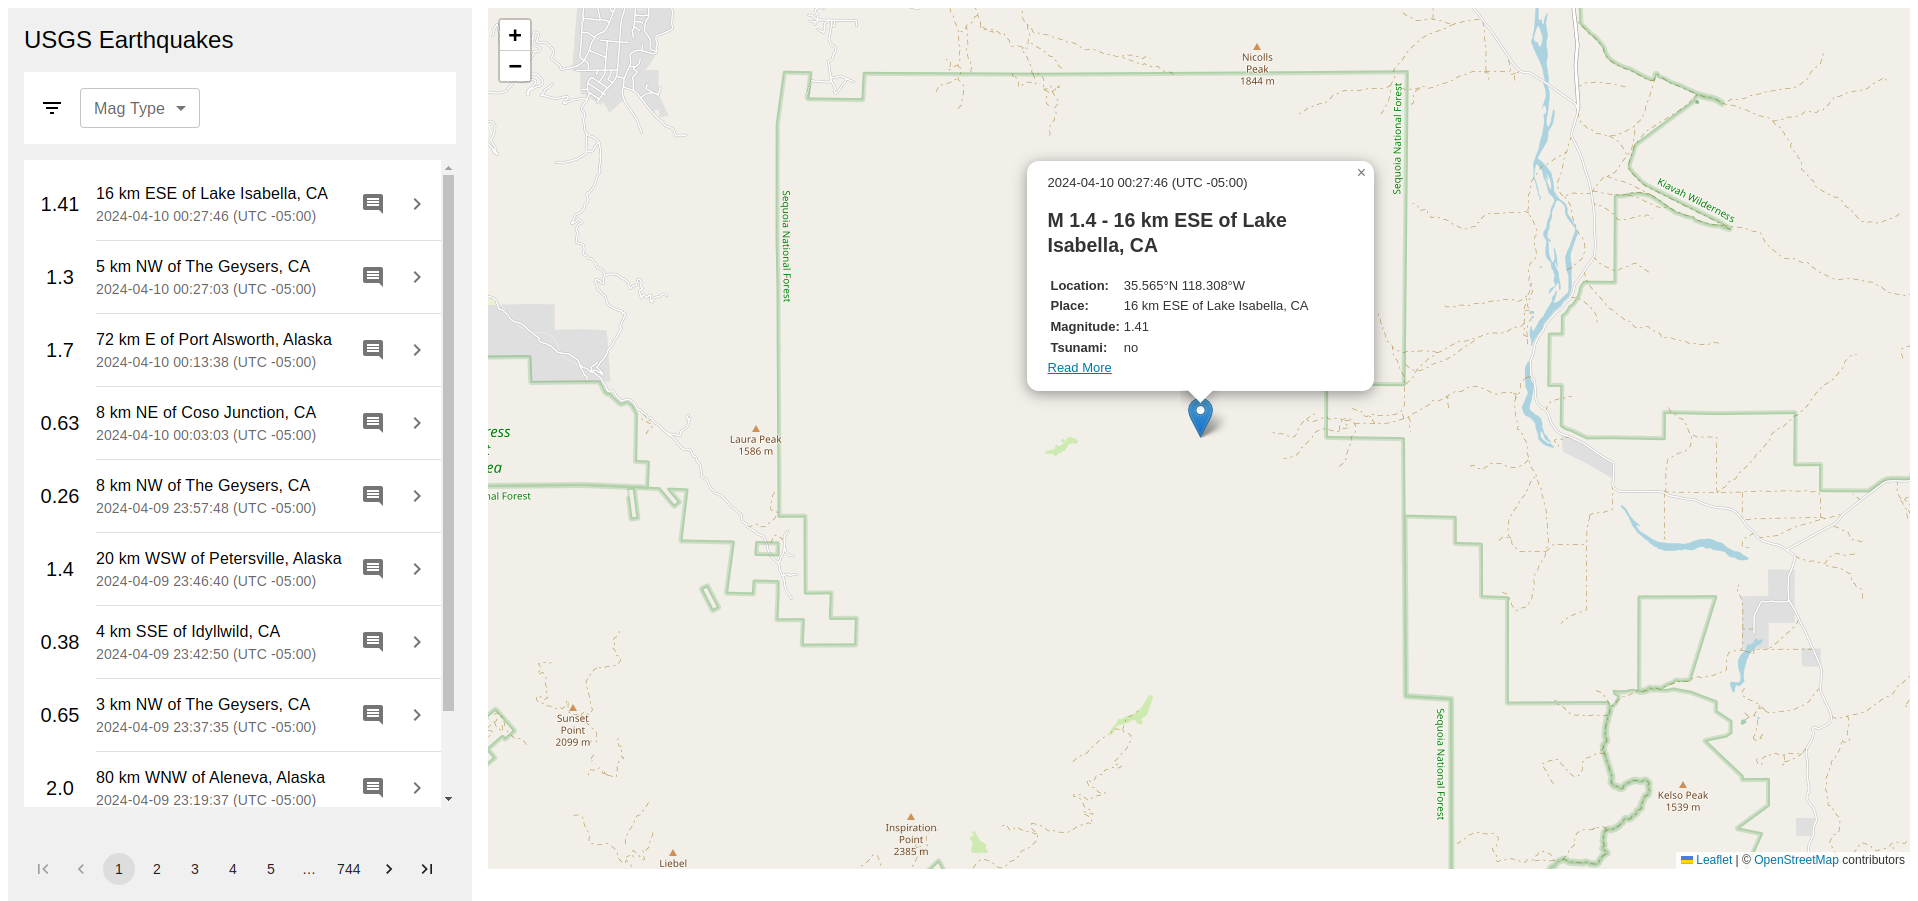 USGS Earthquakes
Mag Type
1.41
16 km ESE of Lake Isabella, CA
2024-04-10 00:27:46 (UTC -05:00)
1.3
5 km NW of The Geysers, CA
2024-04-10 00:27:03 (UTC -05:00)
1.7
72 km E of Port Alsworth, Alaska
2024-04-10 00:13:38 (UTC -05:00)
0.63
8 km NE of Coso Junction, CA
2024-04-10 00:03:03 (UTC -05:00)
0.26
8 km NW of The Geysers, CA
2024-04-09 23:57:48 (UTC -05:00)
1.4
20 km WSW of Petersville, Alaska
2024-04-09 23:46:40 (UTC -05:00)
0.38
4 km SSE of Idyllwild, CA
2024-04-09 23:42:50 (UTC -05:00)
0.65
3 km NW of The Geysers, CA
2024-04-09 23:37:35 (UTC -05:00)
2.0
80 km WNW of Aleneva, Alaska
2024-04-09 23:19:37 (UTC -05:00)
1 2 3 4 5 … 744
+
−
Nicolls
Peak
1844 m
Sequoia National Forest
Kiavah Wilderness
Sequoia National Forest
×
2024-04-10 00:27:46 (UTC -05:00)
M 1.4 - 16 km ESE of Lake
Isabella, CA
Location: 35.565°N 118.308°W
Place: 16 km ESE of Lake Isabella, CA
Magnitude: 1.41
Tsunami: no
Read More
ress
t
ea
nal Forest
Laura Peak
1586 m
Sunset
Point
2099 m
Sequoia National Forest
Kelso Peak
1539 m
Inspiration
Point
2385 m
Liebel
Leaflet | © OpenStreetMap contributors